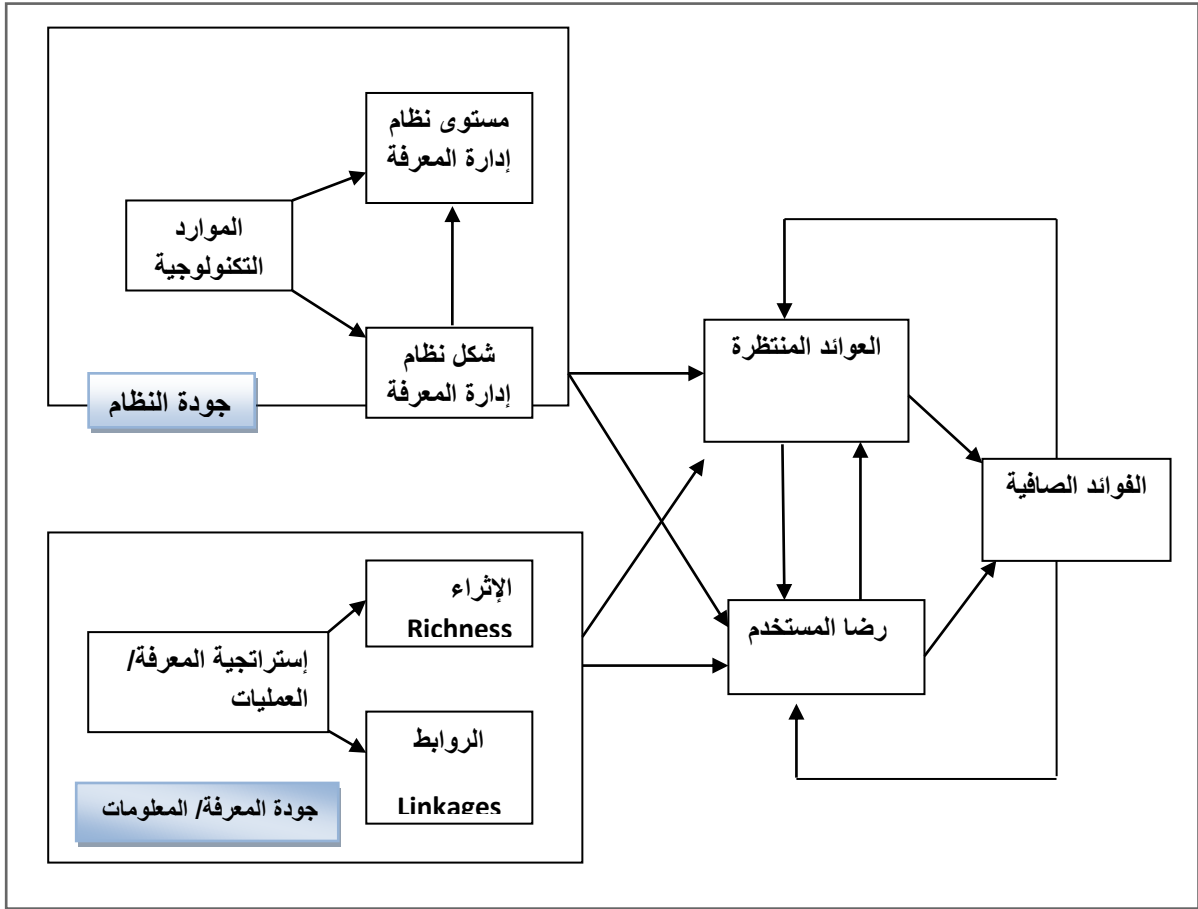 مستوى نظام
إدارة المعرفة
الموارد
التكنولوجية
شكل نظام
إدارة المعرفة
جودة النظام
العوائد المنتظرة
الفوائد الصافية
رضا المستخدم
الإثراء
Richness
إستراتجية المعرفة/
العمليات
الروابط
Linkages
جودة المعرفة/ المعلومات